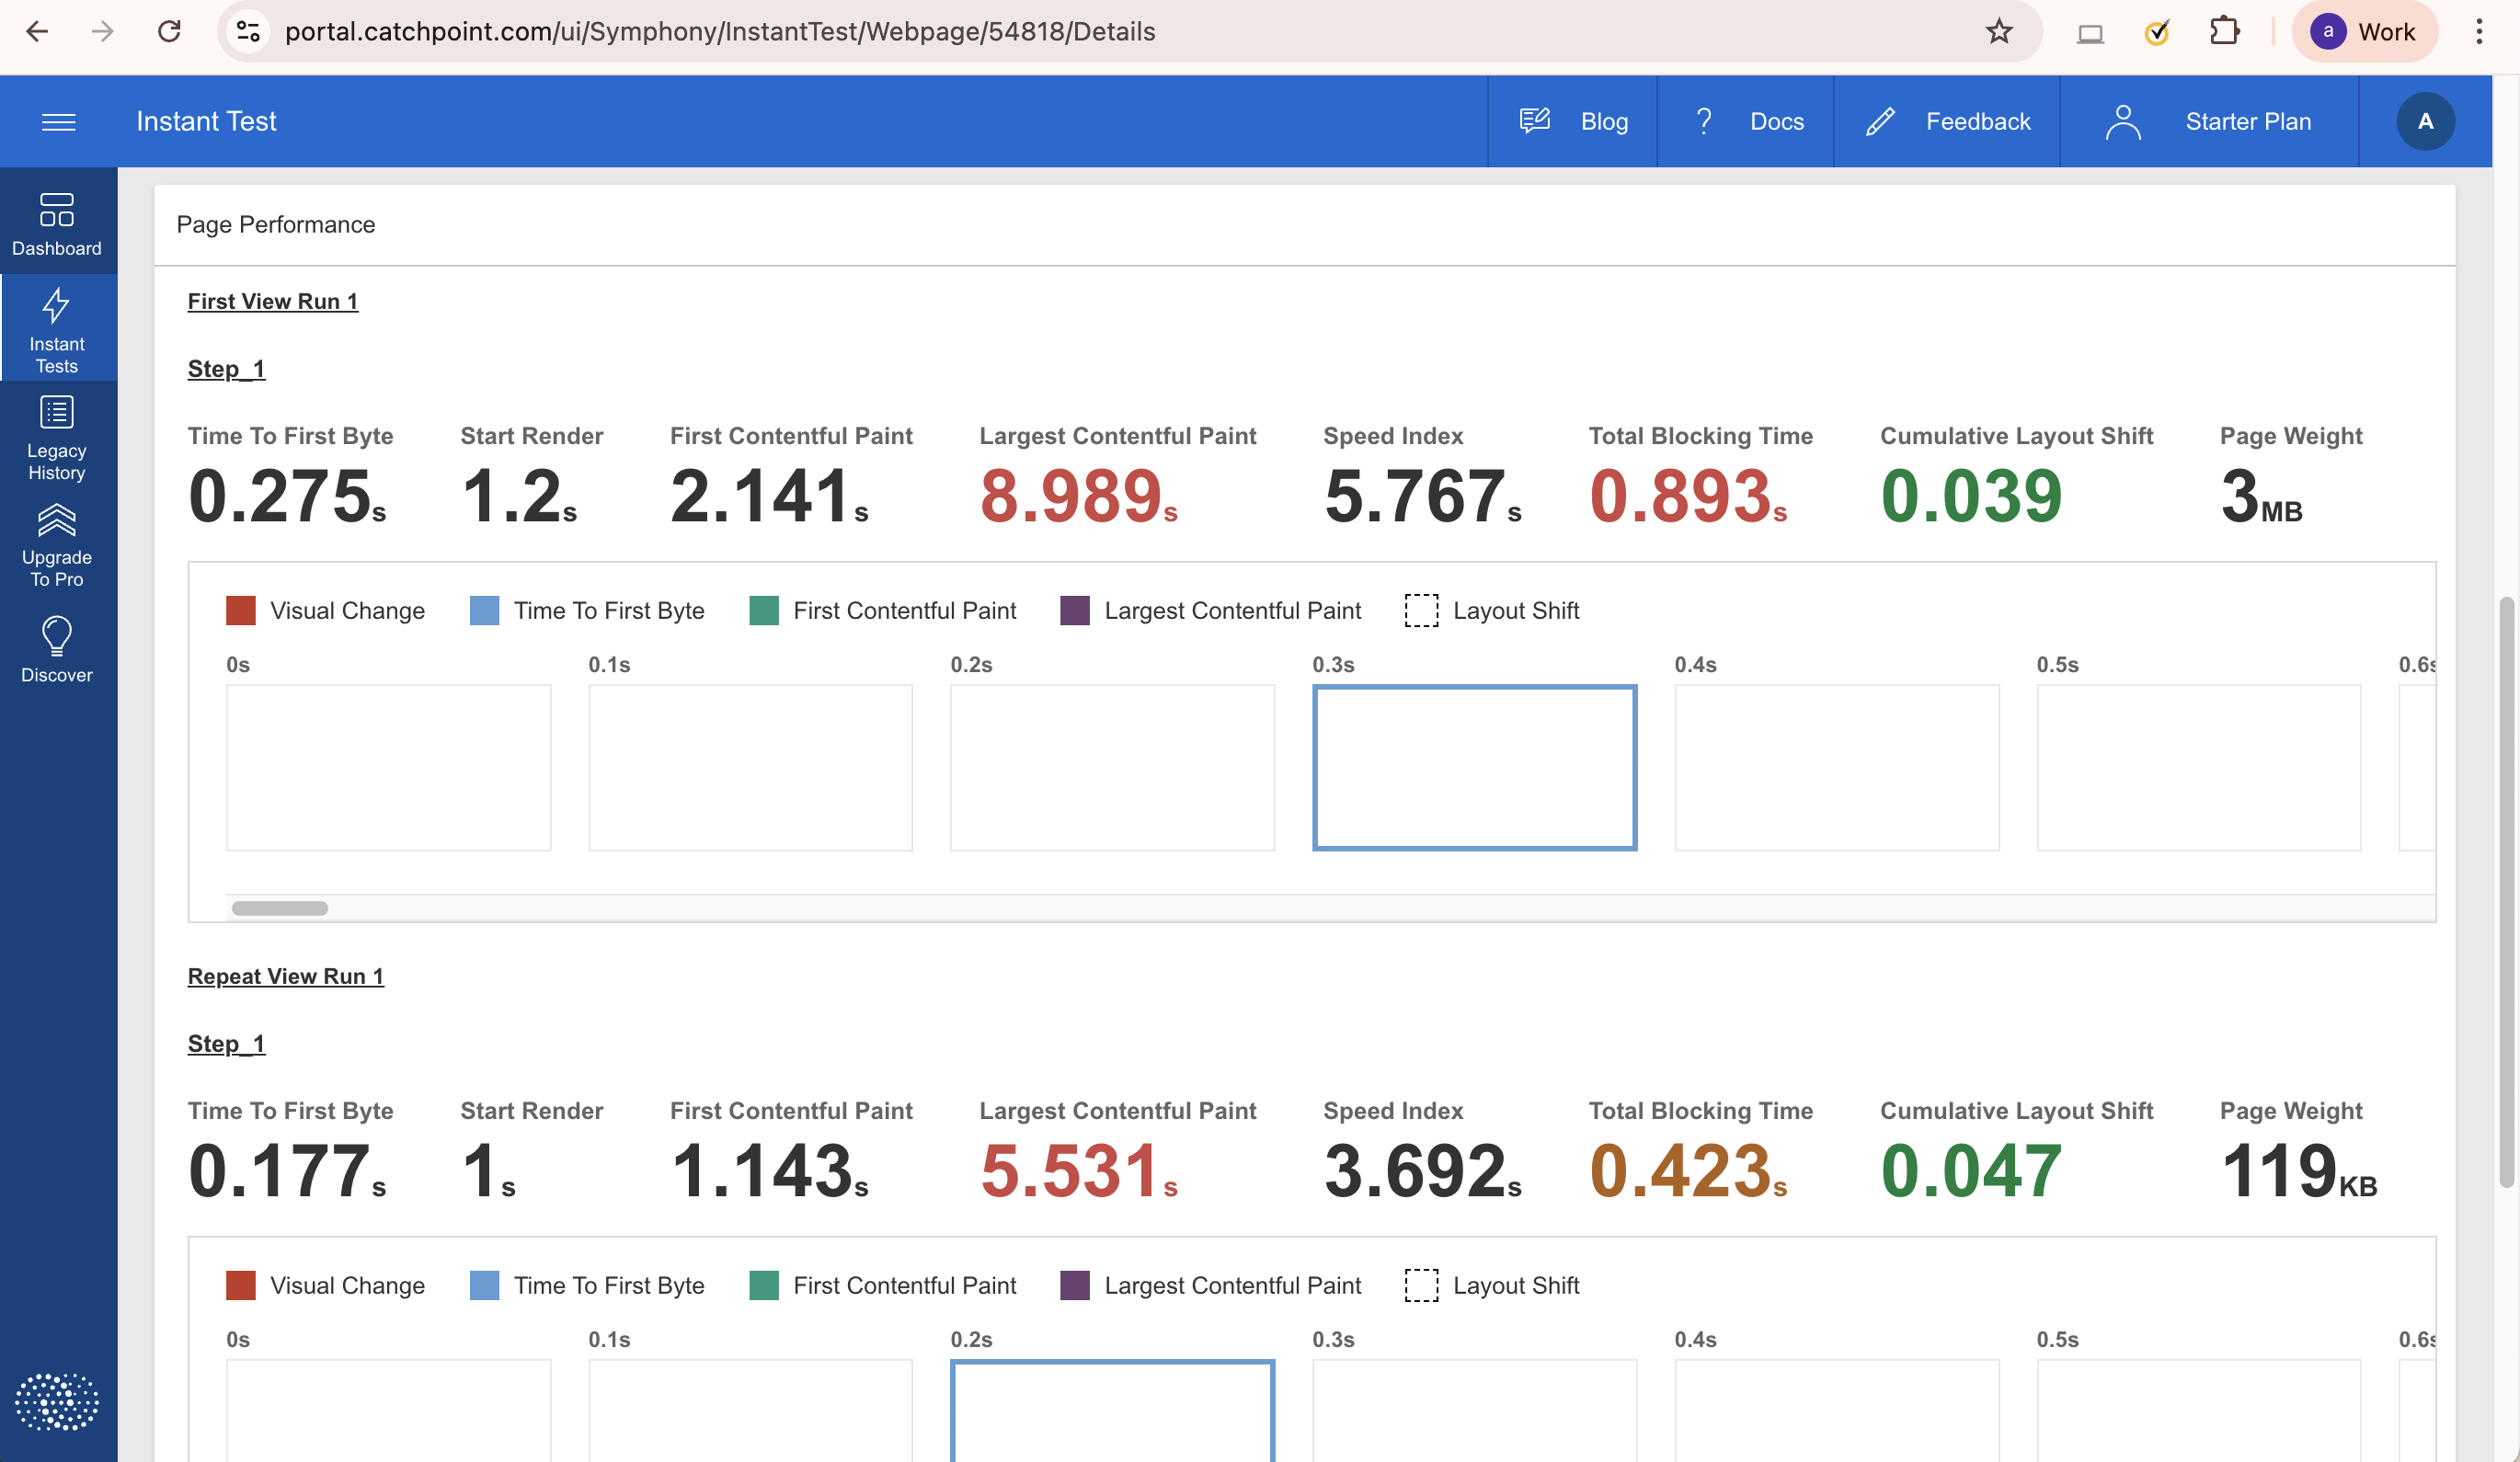 portal.catchpoint.com/ui/Symphony/InstantTest/Webpage/54818/Details
a Work
Instant Test
Blog
? Docs
Feedback
Starter Plan
A
Dashboard
Instant
Tests
Legacy
History
Upgrade
To Pro
Discover
Page Performance
First View Run 1
Step_1
Time To First Byte Start Render First Contentful Paint Largest Contentful Paint Speed Index Total Blocking Time Cumulative Layout Shift Page Weight
0.275s 1.2s 2.141s 8.989s 5.767s 0.893s 0.039 3MB
Visual Change Time To First Byte First Contentful Paint Largest Contentful Paint Layout Shift
0s 0.1s 0.2s 0.3s 0.4s 0.5s 0.6s
Repeat View Run 1
Step_1
Time To First Byte Start Render First Contentful Paint Largest Contentful Paint Speed Index Total Blocking Time Cumulative Layout Shift Page Weight
0.177s 1s 1.143s 5.531s 3.692s 0.423s 0.047 119KB
Visual Change Time To First Byte First Contentful Paint Largest Contentful Paint Layout Shift
0s 0.1s 0.2s 0.3s 0.4s 0.5s 0.6s